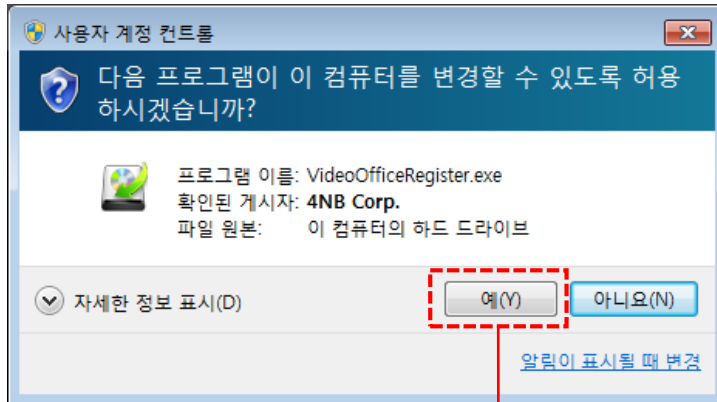 사용자 계정 컨트롤
다음 프로그램이 이 컴퓨터를 변경할 수 있도록 허용
하시겠습니까?
프로그램 이름: VideoOfficeRegister.exe
확인된 게시자: 4NB Corp.
파일 원본: 이 컴퓨터의 하드 드라이브
자세한 정보 표시(D)
예(Y)
아니요(N)
알림이 표시될 때 변경